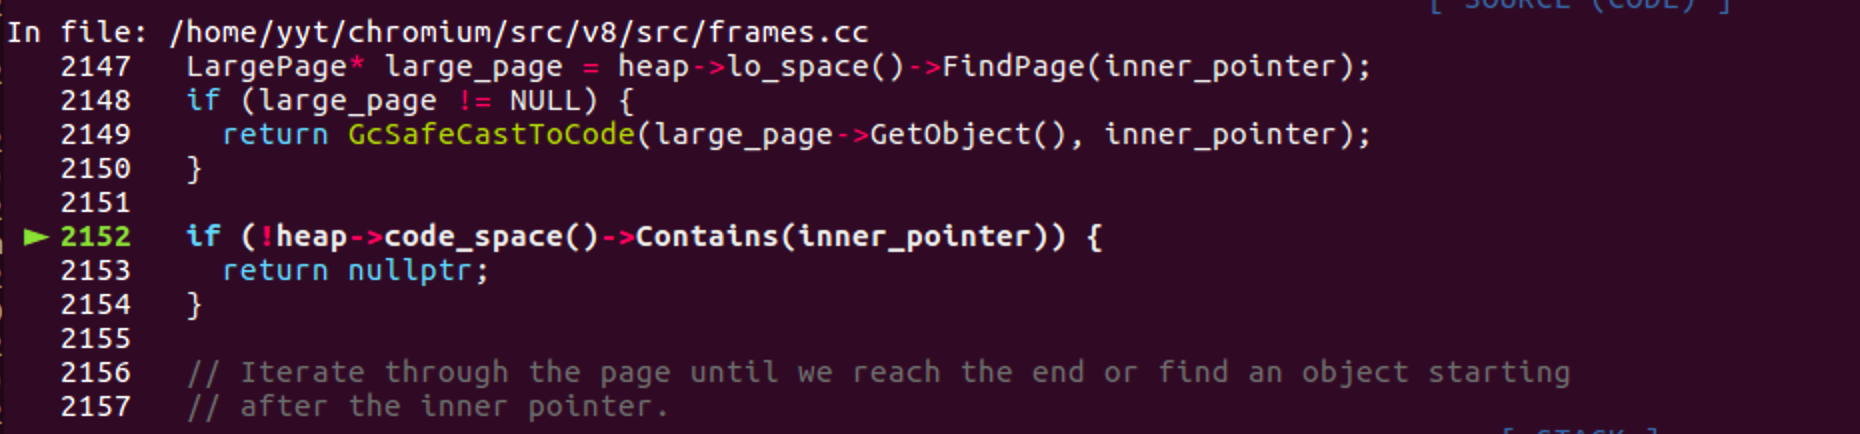 [ SOURCE (CODE) ]
In file: /home/yyt/chromium/src/v8/src/frames.cc
2147   LargePage* large_page = heap->lo_space()->FindPage(inner_pointer);
2148   if (large_page != NULL) {
2149     return GcSafeCastToCode(large_page->GetObject(), inner_pointer);
2150   }
2151
► 2152   if (!heap->code_space()->Contains(inner_pointer)) {
2153     return nullptr;
2154   }
2155
2156   // Iterate through the page until we reach the end or find an object starting
2157   // after the inner pointer.
[ STACK ]